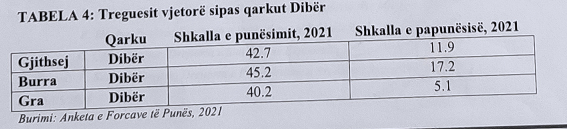 TABELA 4: Treguesit vjetorë sipas qarkut Dibër
Qarku Shkalla e punësimit, 2021 Shkalla e papunësisë, 2021
Gjithsej Dibër 42.7 11.9
Burra Dibër 45.2 17.2
Gra Dibër 40.2 5.1
Burimi: Anketa e Forcave të Punës, 2021